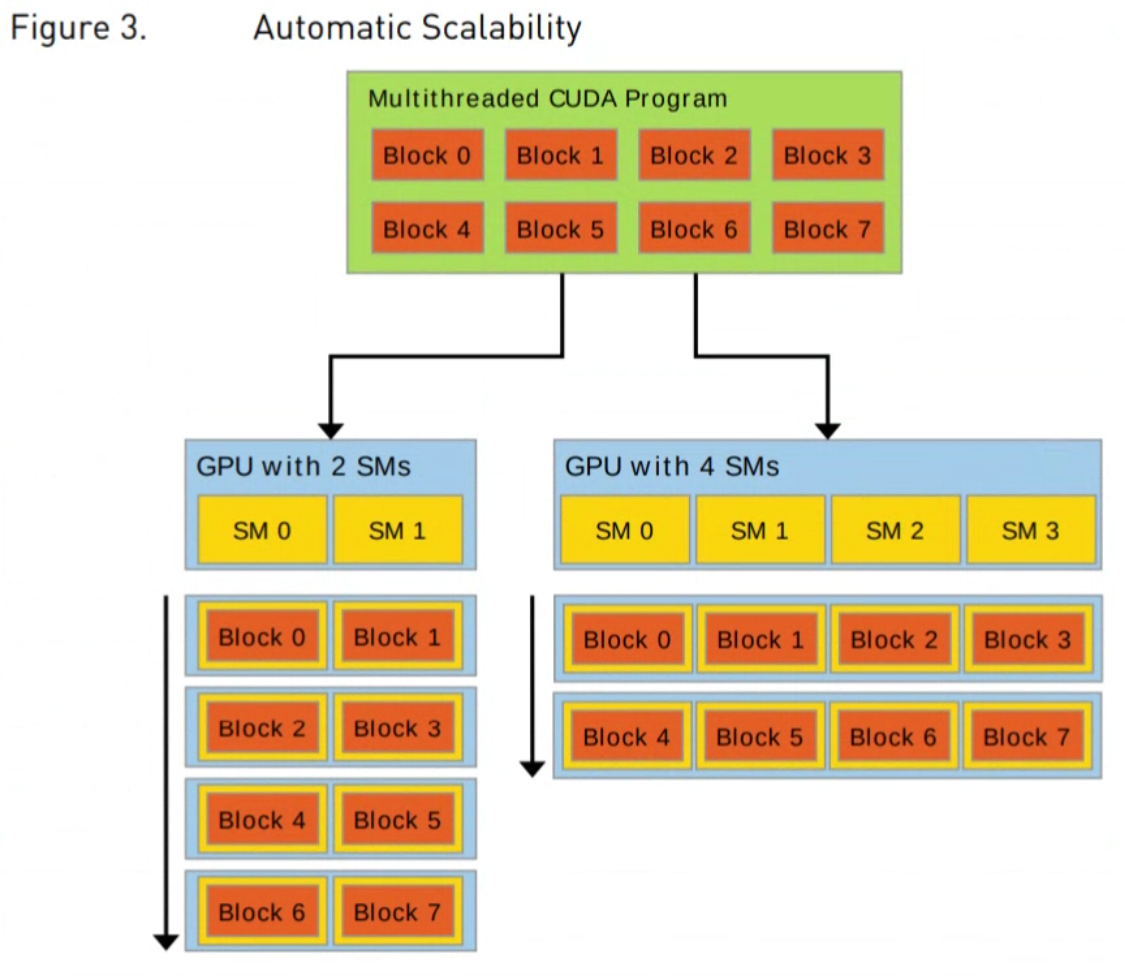 Figure 3. Automatic Scalability
Multithreaded CUDA Program
Block 0 Block 1 Block 2 Block 3
Block 4 Block 5 Block 6 Block 7
GPU with 2 SMs
SM 0 SM 1
Block 0 Block 1
Block 2 Block 3
Block 4 Block 5
Block 6 Block 7
GPU with 4 SMs
SM 0 SM 1 SM 2 SM 3
Block 0 Block 1 Block 2 Block 3
Block 4 Block 5 Block 6 Block 7